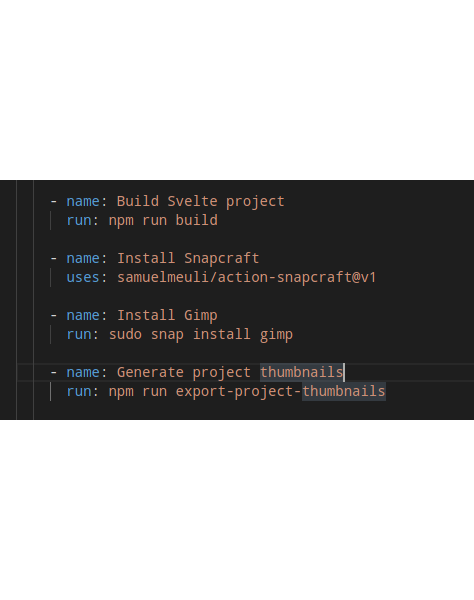 - name: Build Svelte project
run: npm run build
- name: Install Snapcraft
uses: samuelmeuli/action-snapcraft@v1
- name: Install Gimp
run: sudo snap install gimp
- name: Generate project thumbnails
run: npm run export-project-thumbnails